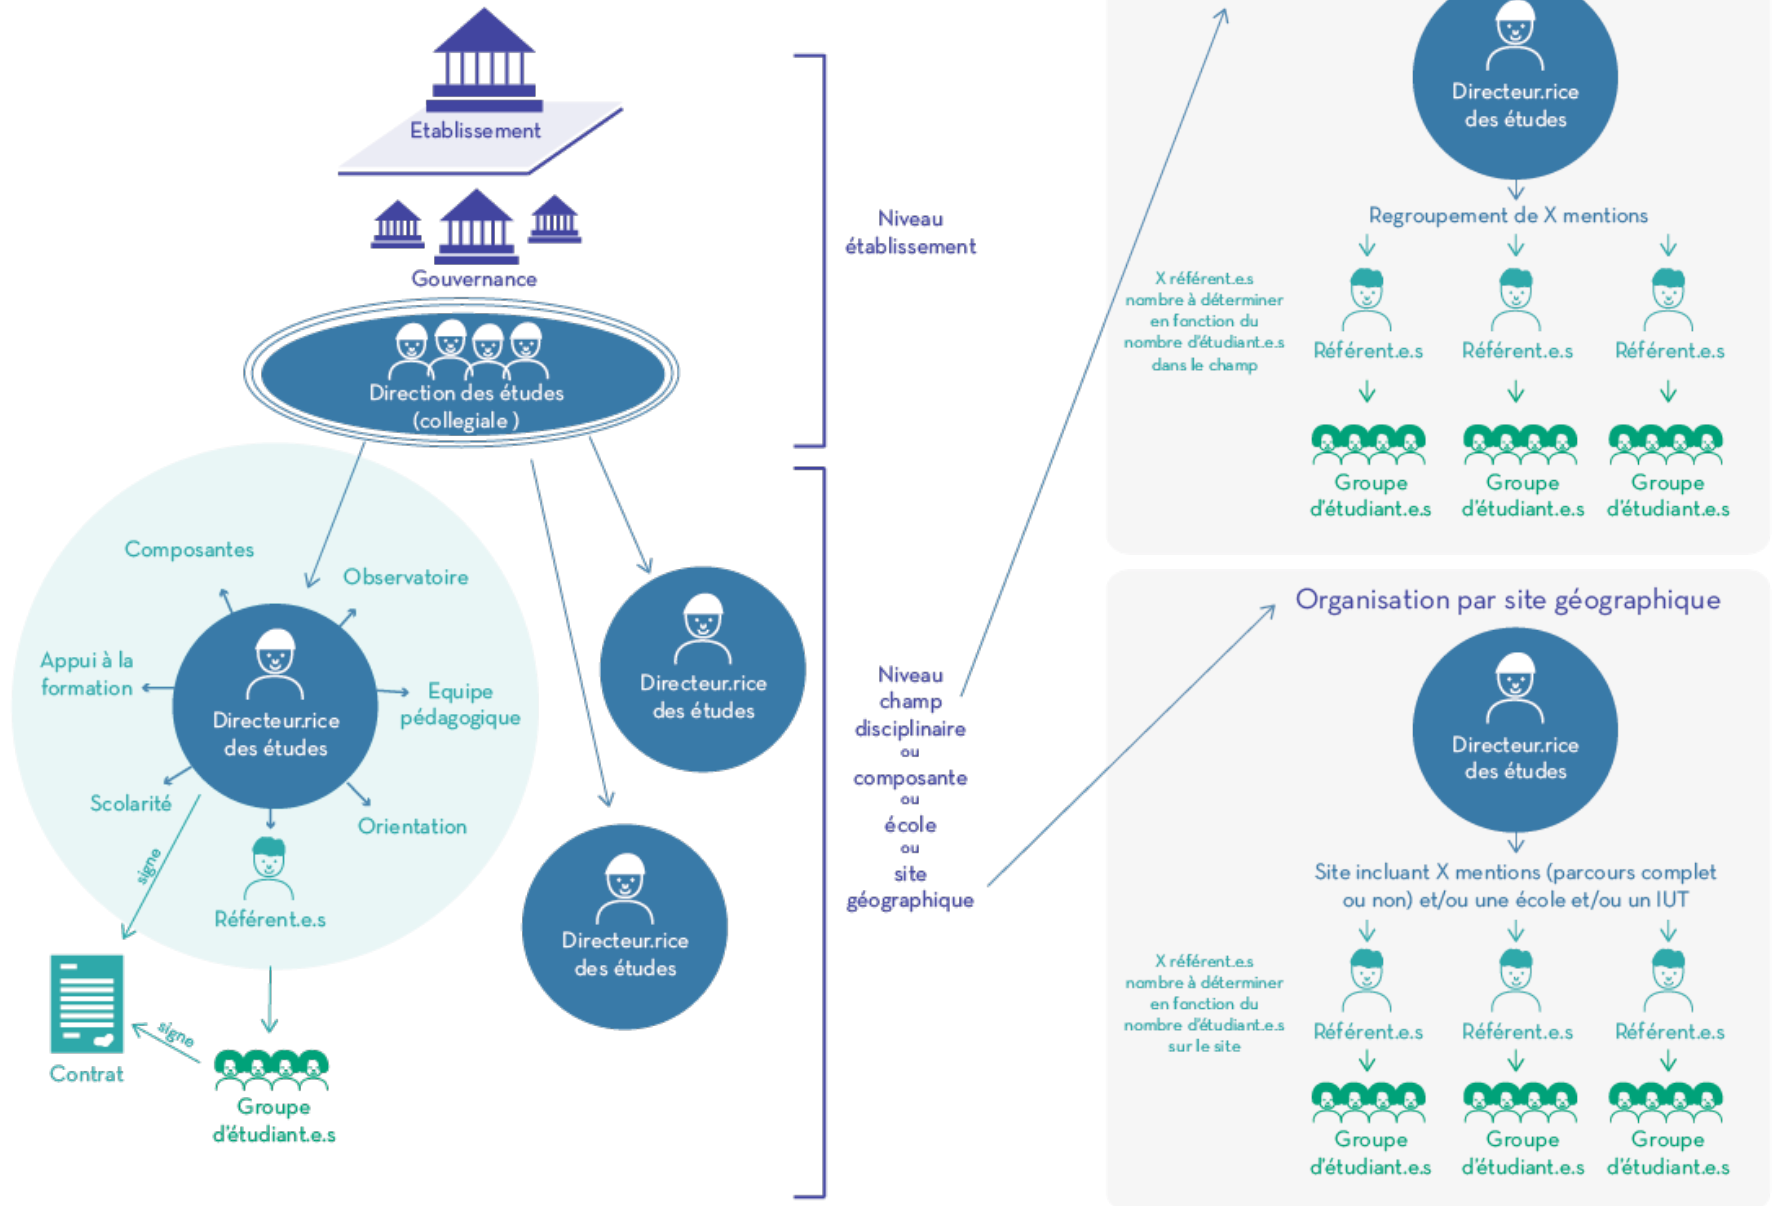 Etablissement
Gouvernance
Direction des études
(collegiale )
Composantes
Observatoire
Appui à la
formation
Directeur.rice
des études
Equipe
pédagogique
Scolarité
Orientation
signe
Référent.e.s
Contrat
signe
Groupe
d'étudiant.e.s
Directeur.rice
des études
Directeur.rice
des études
Niveau
établissement
Niveau
champ
disciplinaire
ou
composante
ou
école
ou
site
géographique
Directeur.rice
des études
Regroupement de X mentions
X référent.e.s
nombre à déterminer
en fonction du
nombre d'étudiant.e.s
dans le champ
Référent.e.s
Référent.e.s
Référent.e.s
Groupe
d'étudiant.e.s
Groupe
d'étudiant.e.s
Groupe
d'étudiant.e.s
Organisation par site géographique
Directeur.rice
des études
Site incluant X mentions (parcours complet
ou non) et/ou une école et/ou un IUT
X référent.e.s
nombre à déterminer
en fonction du
nombre d'étudiant.e.s
sur le site
Référent.e.s
Référent.e.s
Référent.e.s
Groupe
d'étudiant.e.s
Groupe
d'étudiant.e.s
Groupe
d'étudiant.e.s